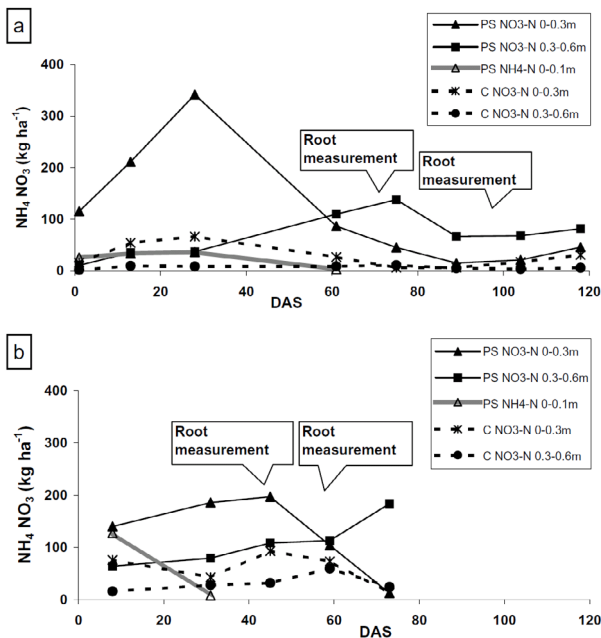 a
PS NO3-N 0-0.3m
PS NO3-N 0.3-0.6m
PS NH4-N 0-0.1m
C NO3-N 0-0.3m
C NO3-N 0.3-0.6m
NH₄ NO₃ (kg ha⁻¹)
400
300
200
100
0
Root
measurement
Root
measurement
0 20 40 60 80 100 120
DAS
b
PS NO3-N 0-0.3m
PS NO3-N 0.3-0.6m
PS NH4-N 0-0.1m
C NO3-N 0-0.3m
C NO3-N 0.3-0.6m
NH₄ NO₃ (kg ha⁻¹)
400
300
200
100
0
Root
measurement
Root
measurement
0 20 40 60 80 100 120
DAS